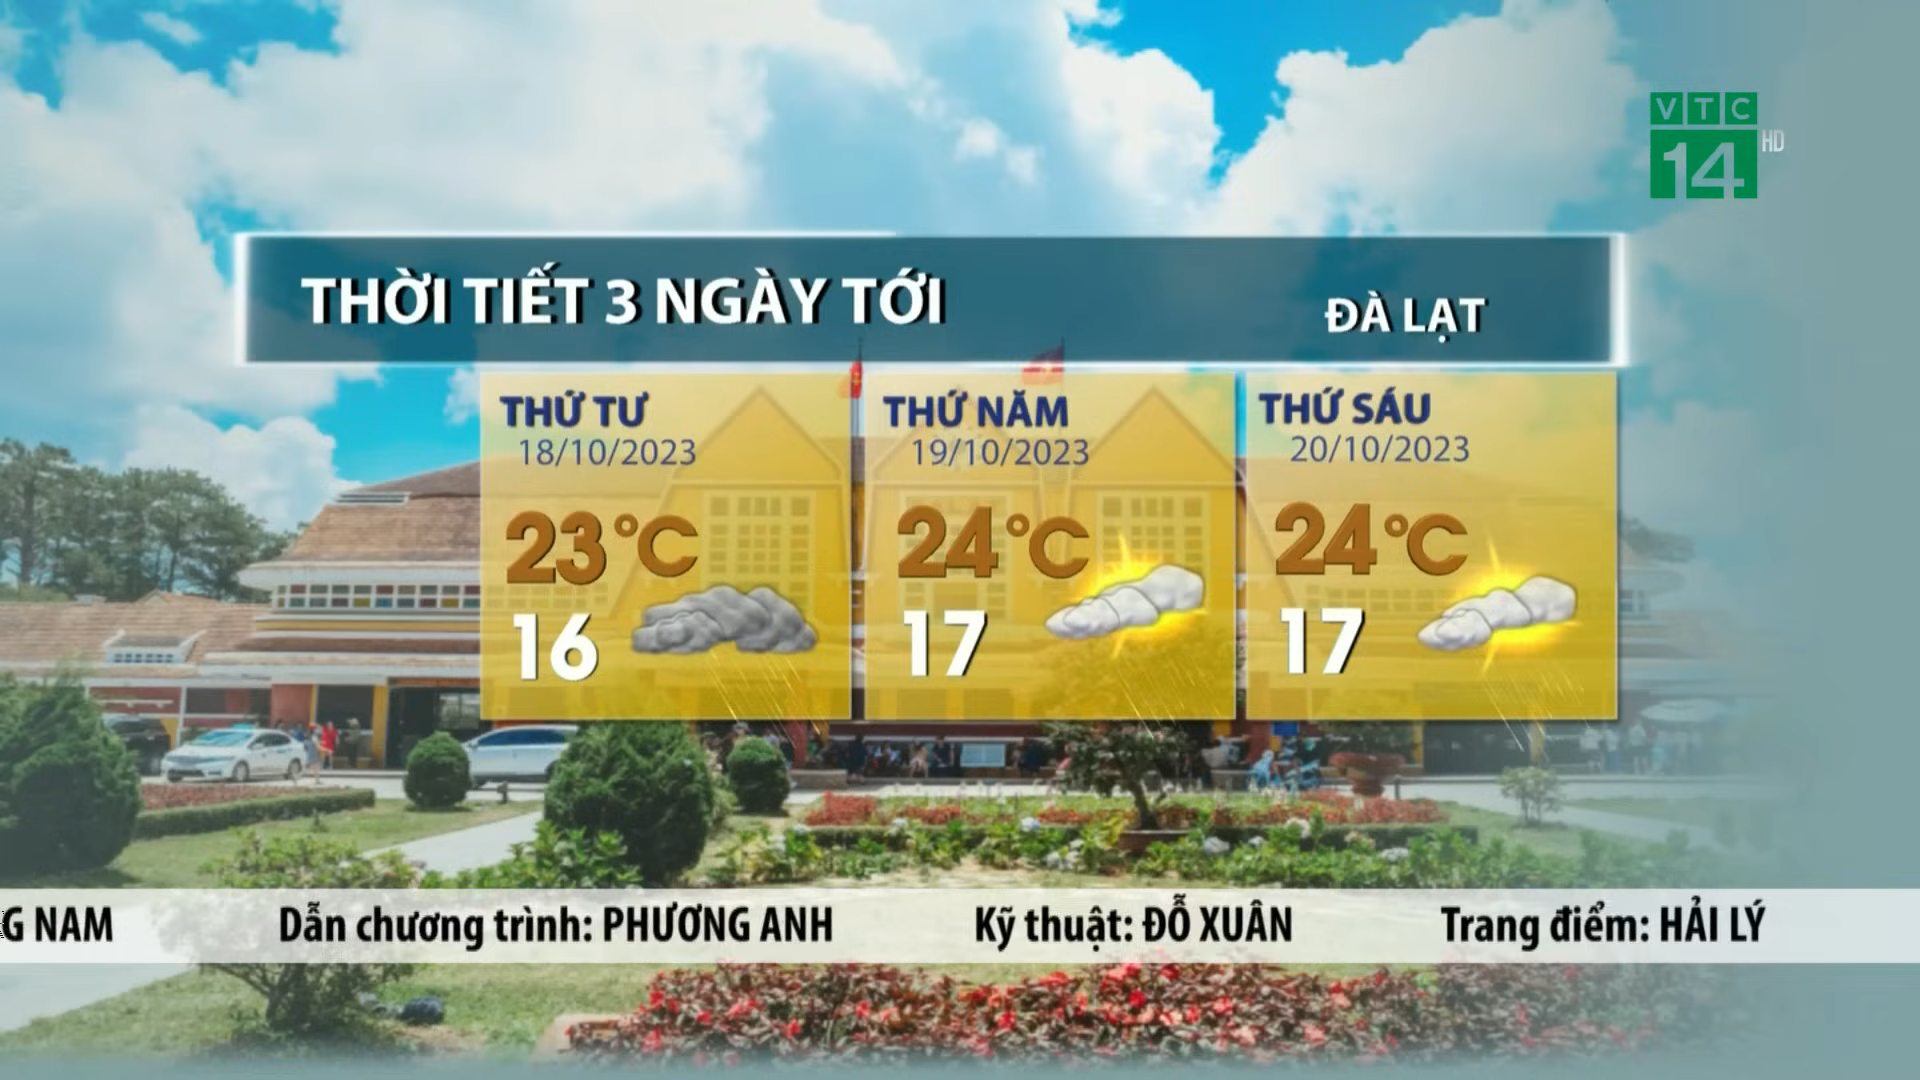 VTC
14 HD
THỜI TIẾT 3 NGÀY TỚI
ĐÀ LẠT
THỨ TƯ
18/10/2023
23°C
16
THỨ NĂM
19/10/2023
24°C
17
THỨ SÁU
20/10/2023
24°C
17
G NAM Dẫn chương trình: PHƯƠNG ANH Kỹ thuật: ĐỖ XUÂN Trang điểm: HẢI LÝ